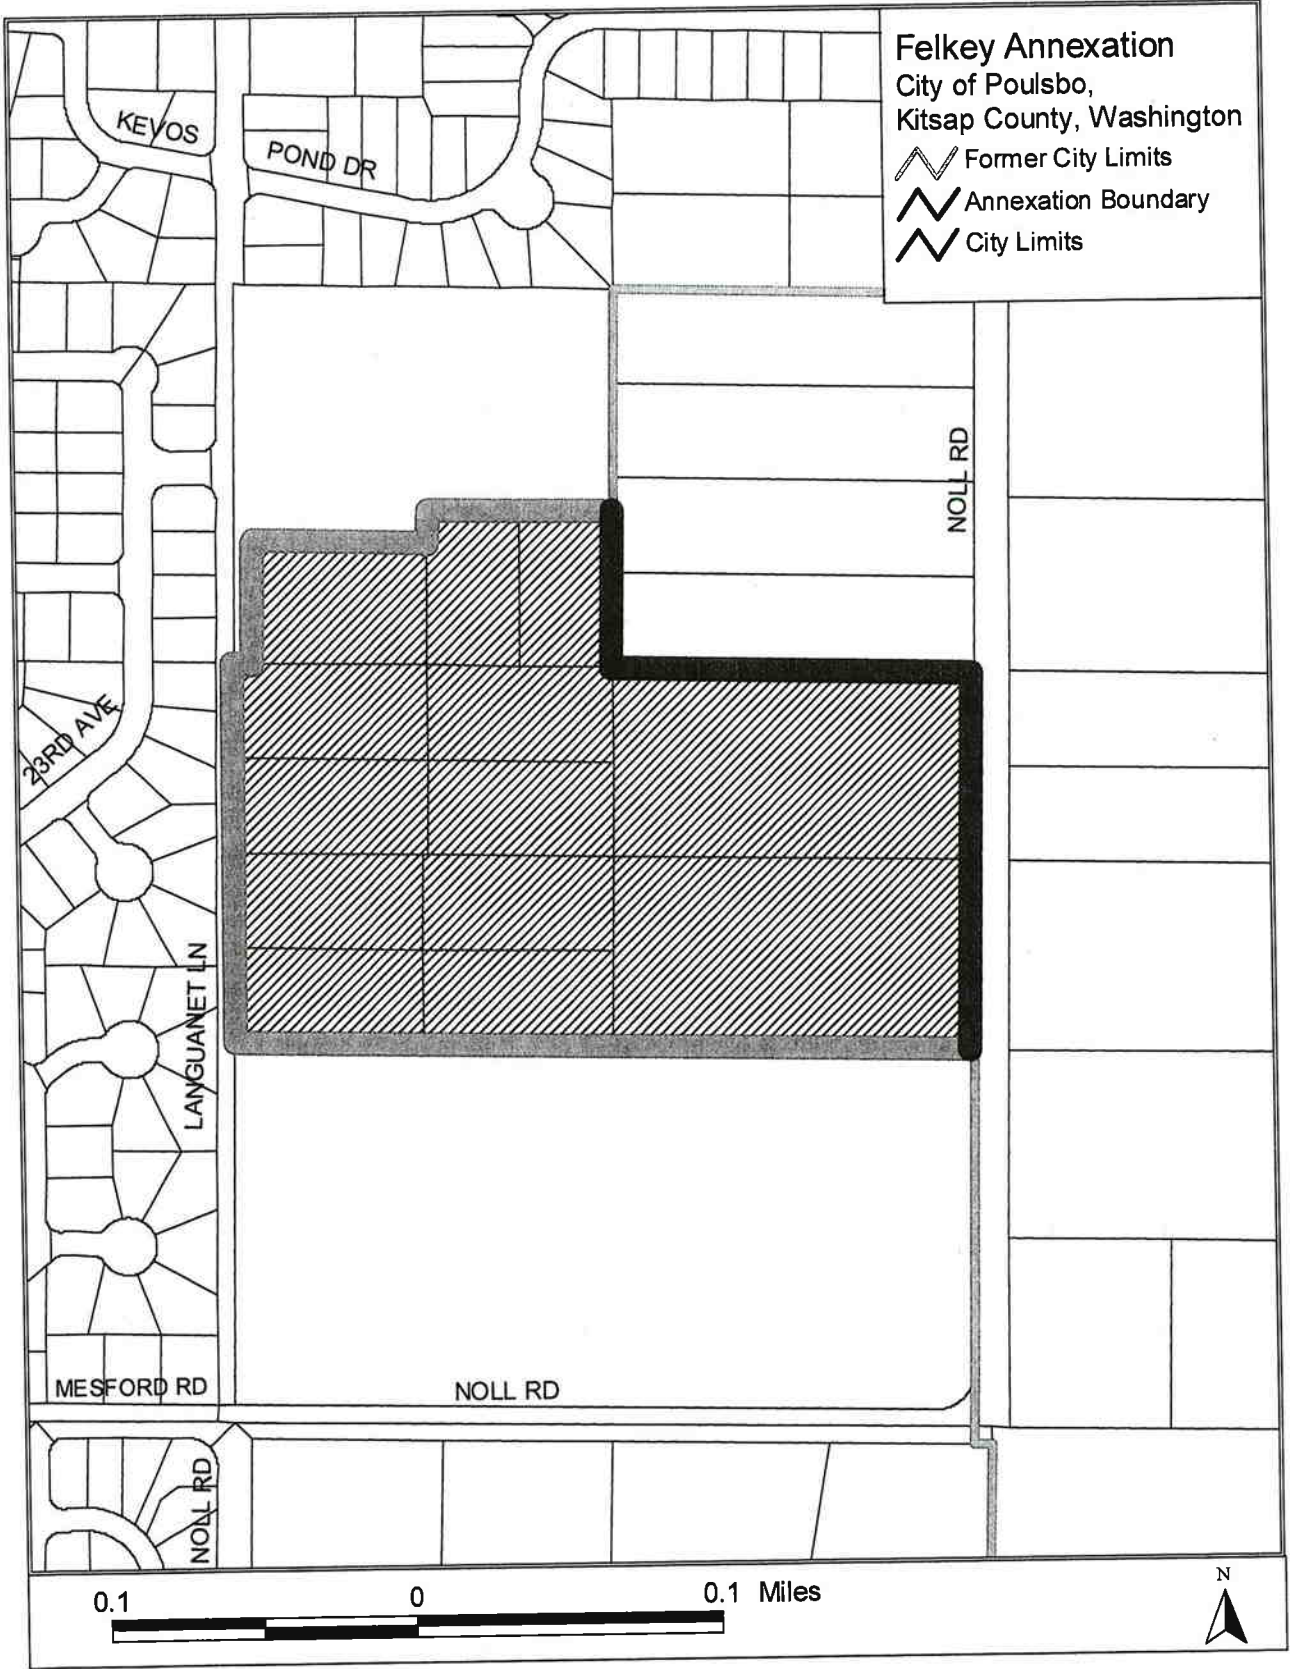 Felkey Annexation
City of Poulsbo,
Kitsap County, Washington
Former City Limits
Annexation Boundary
City Limits
KEVOS
POND DR
NOLL RD
23RD AVE
LANGUANET LN
MESFORD RD
NOLL RD
NOLL RD
0.1 0 0.1 Miles
N